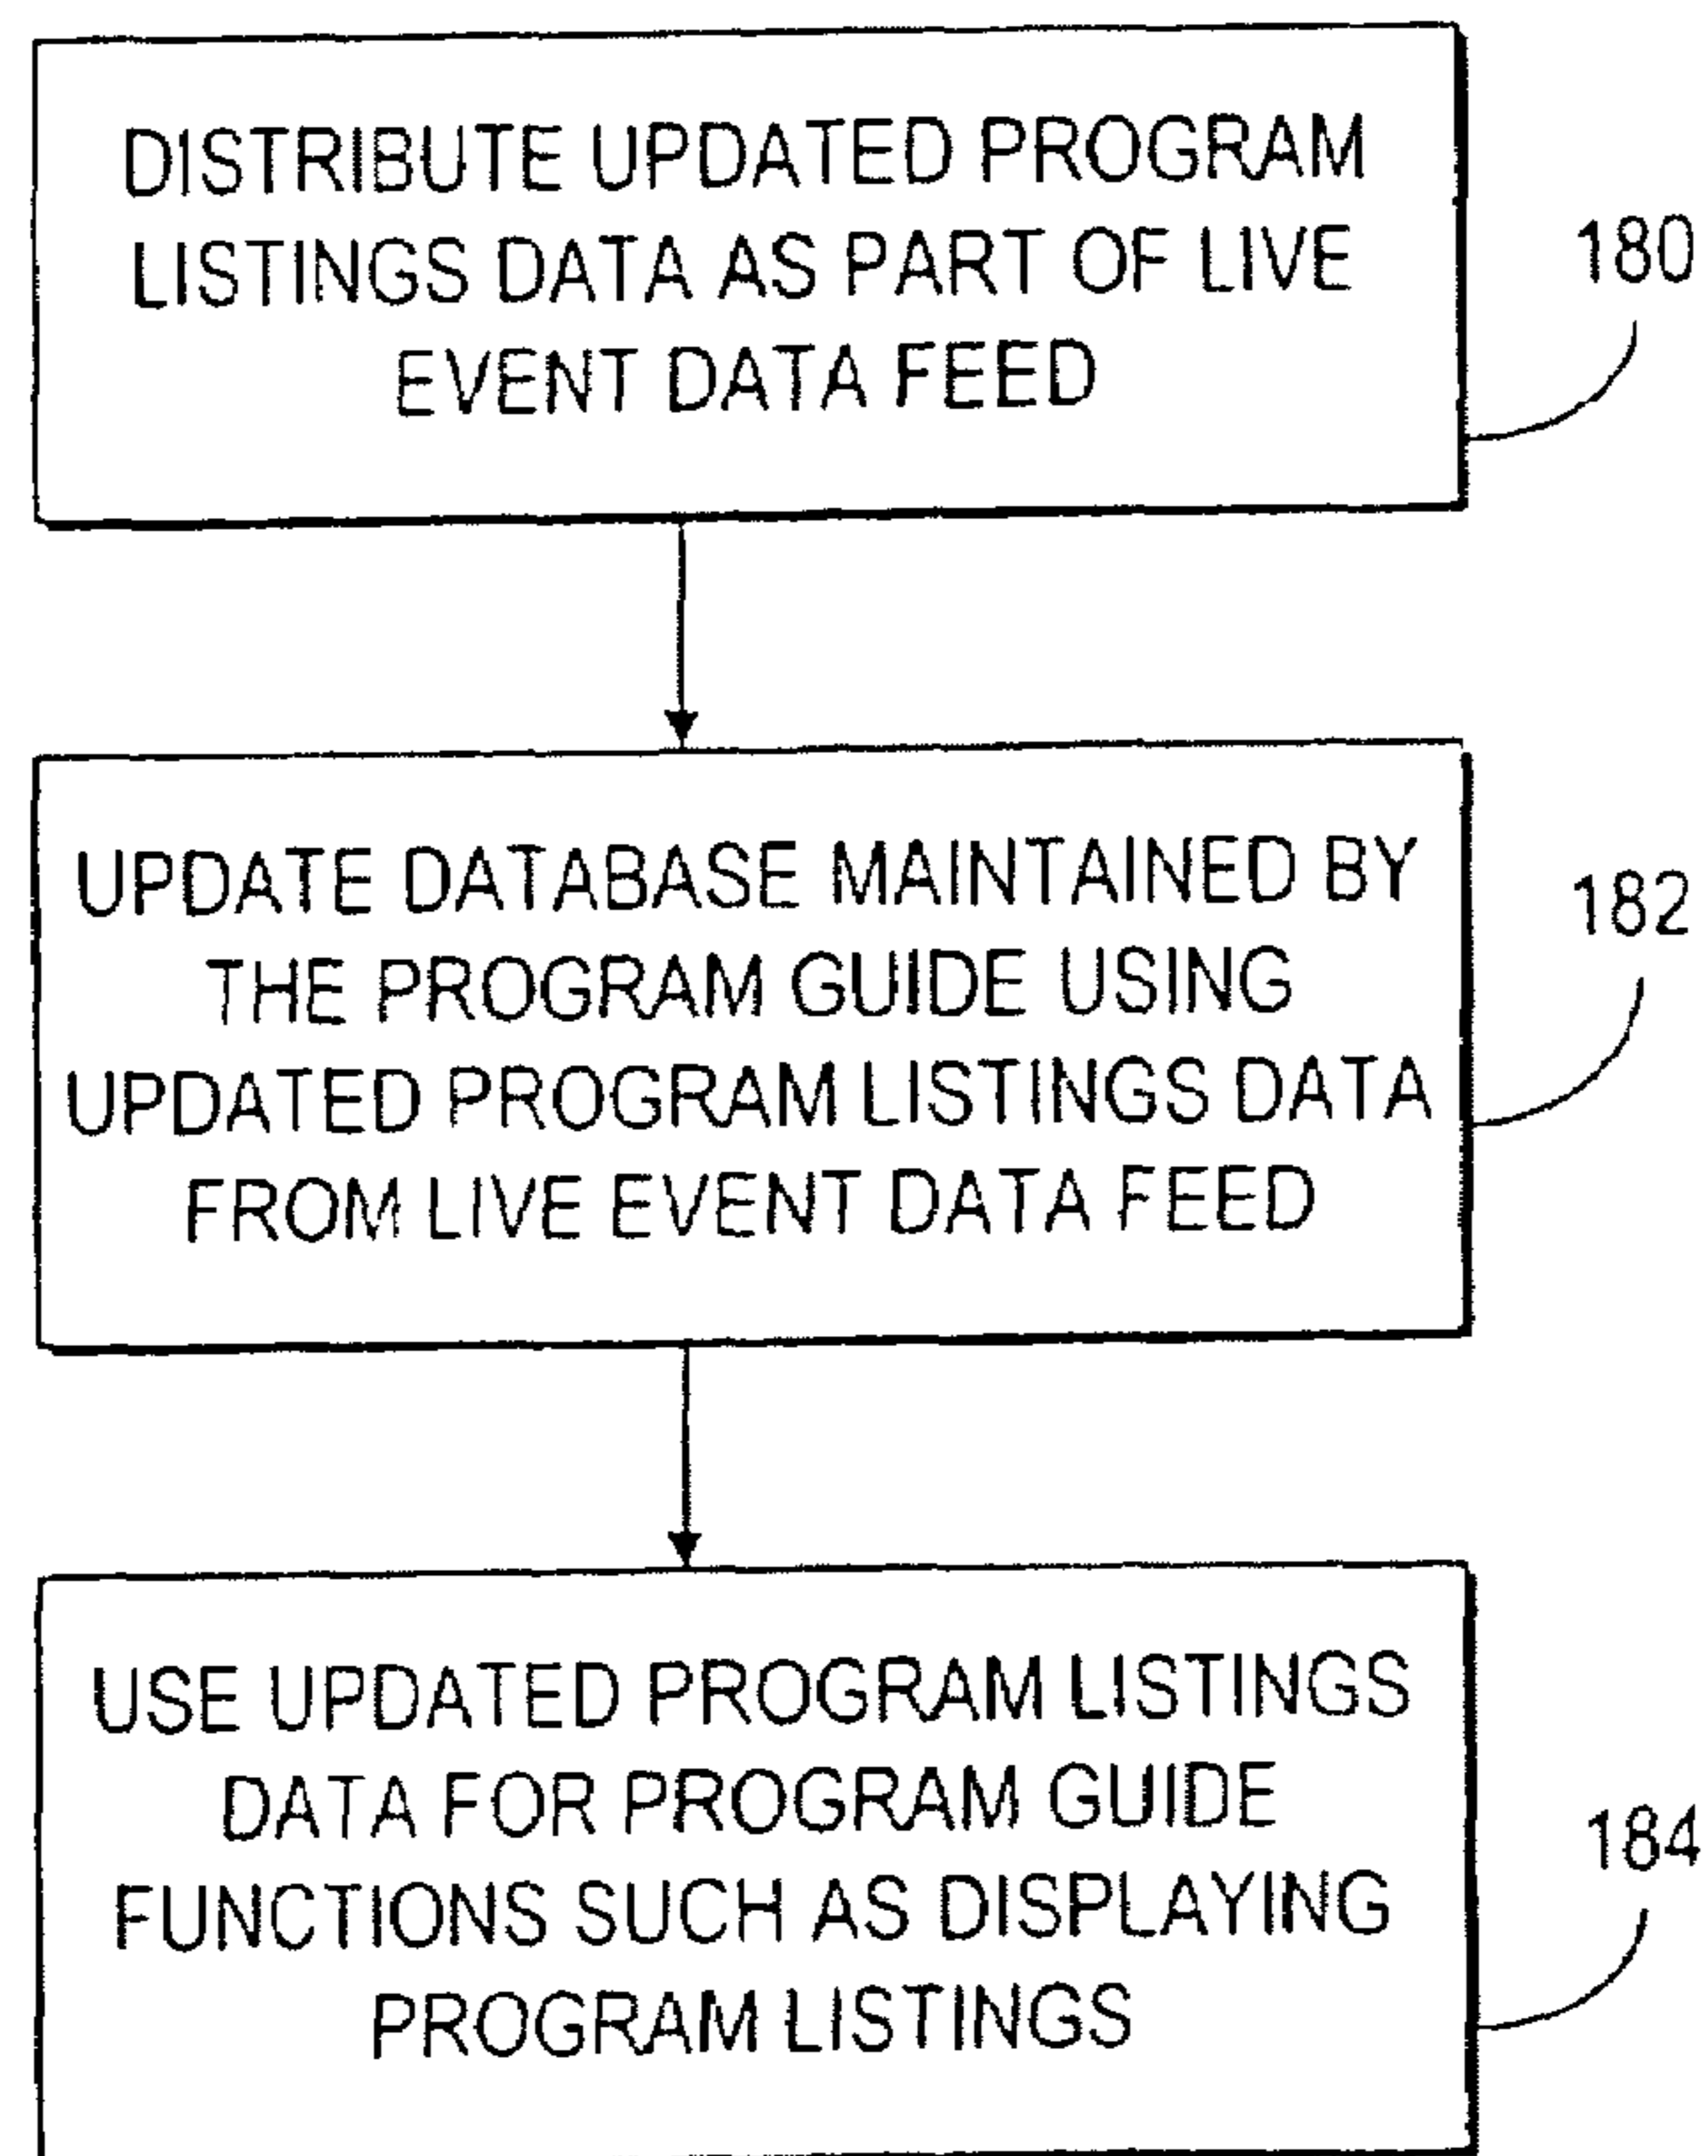 DISTRIBUTE UPDATED PROGRAM
LISTINGS DATA AS PART OF LIVE
EVENT DATA FEED
180
UPDATE DATABASE MAINTAINED BY
THE PROGRAM GUIDE USING
UPDATED PROGRAM LISTINGS DATA
FROM LIVE EVENT DATA FEED
182
USE UPDATED PROGRAM LISTINGS
DATA FOR PROGRAM GUIDE
FUNCTIONS SUCH AS DISPLAYING
PROGRAM LISTINGS
184